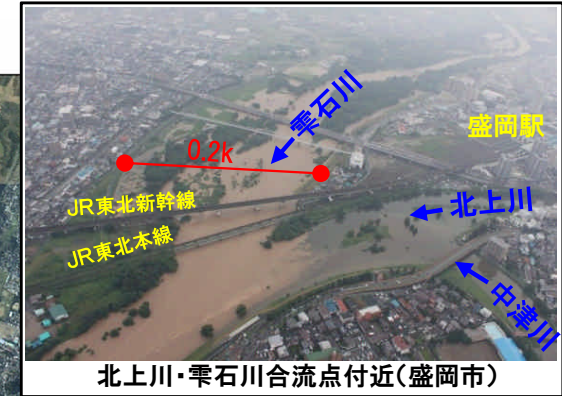 雫石川
盛岡駅
0.2k
JR東北新幹線
北上川
JR東北本線
中津川
北上川・雫石川合流点付近(盛岡市)